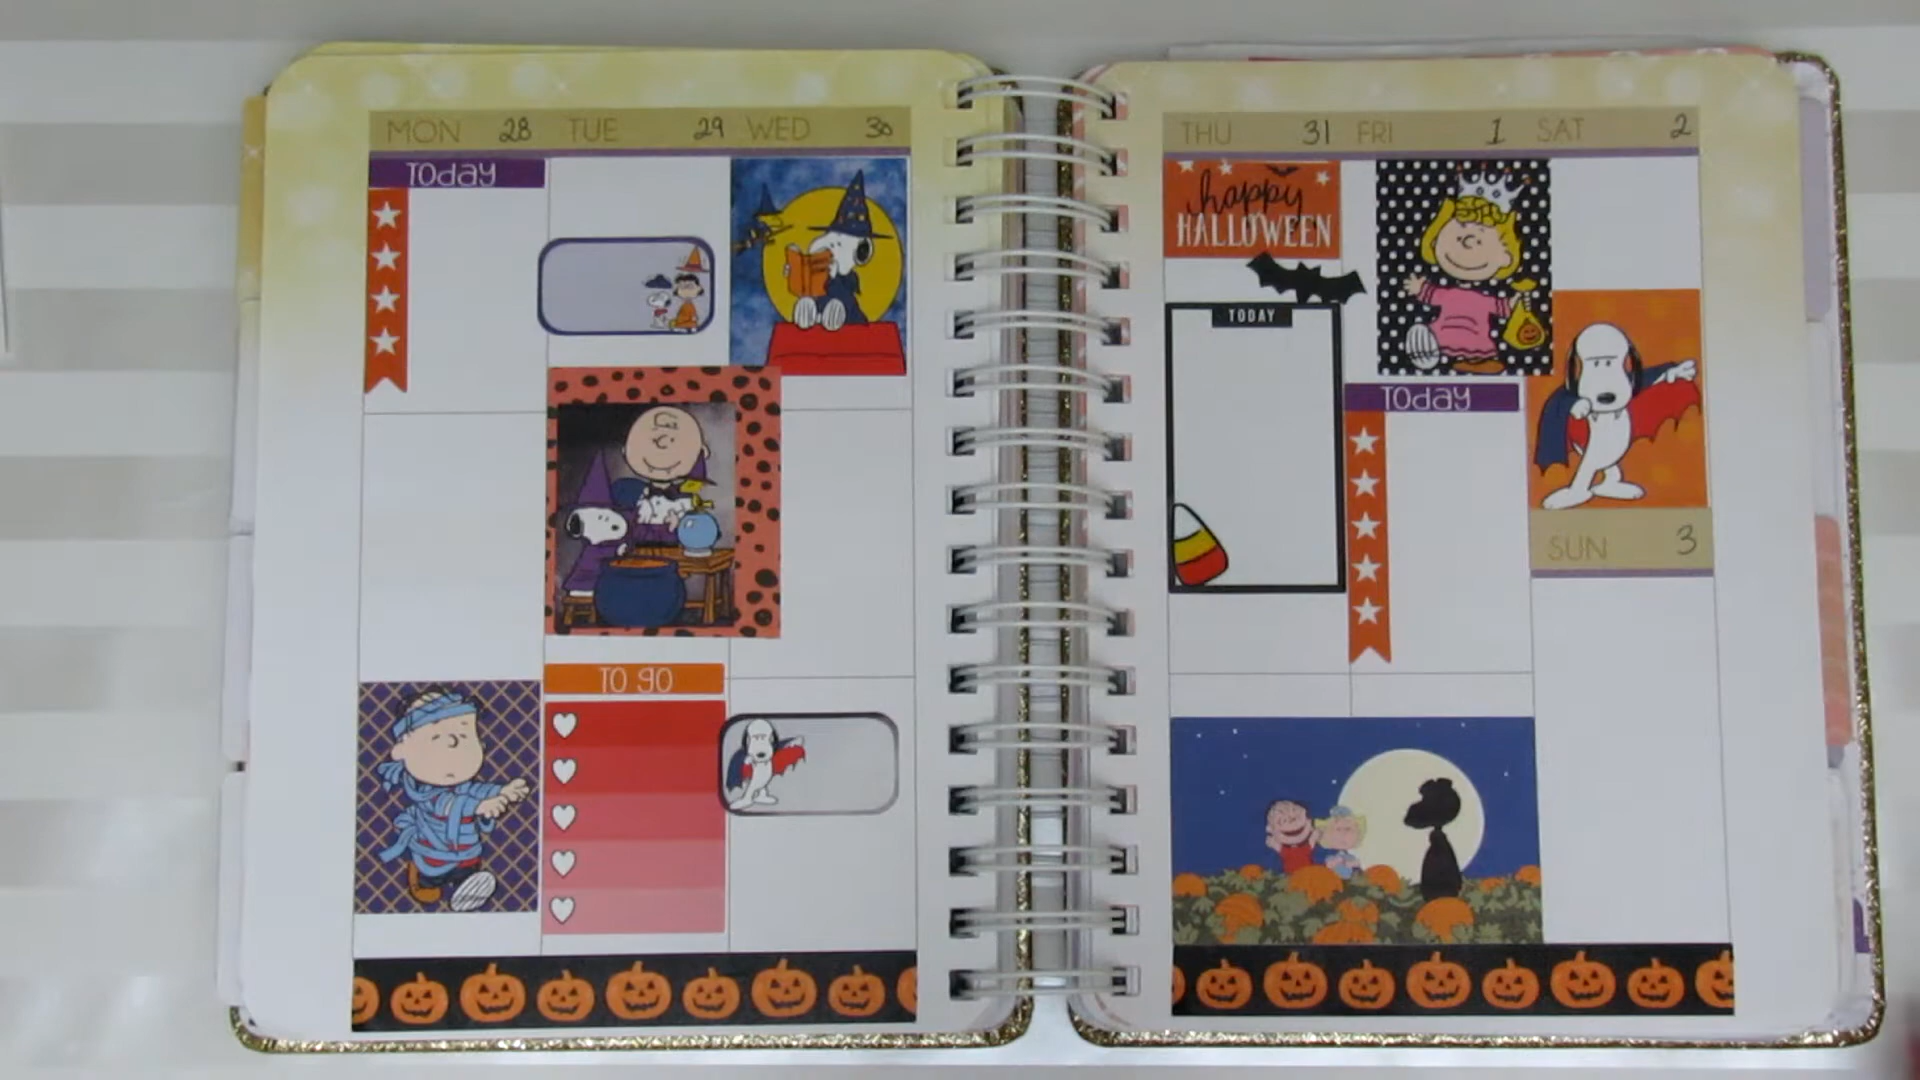 MON 28 TUE 29 WED 30
TODAY
TO GO
THU 31 FRI 1 SAT 2
happy
HALLOWEEN
TODAY
TODAY
SUN 3